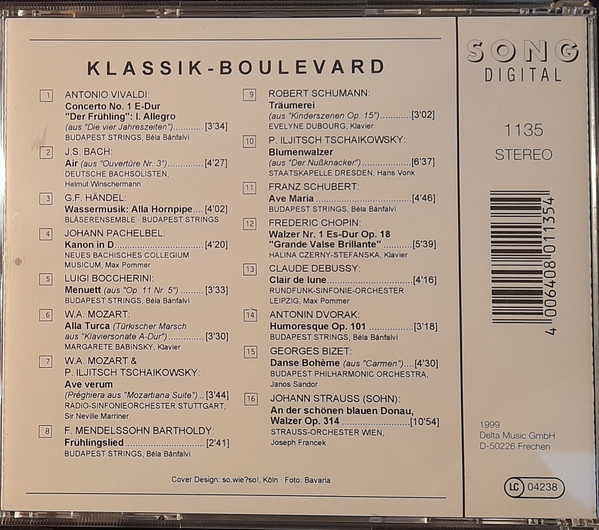 KLASSIK-BOULEVARD
1 ANTONIO VIVALDI:
Concerto No. 1 E-Dur
"Der Frühling": I. Allegro
(aus "Die vier Jahreszeiten")............[3'34]
BUDAPEST STRINGS, Béla Bánfalvi
2 J.S. BACH:
Air (aus "Ouvertüre Nr. 3")............[4'27]
DEUTSCHE BACHSOLISTEN,
Helmut Winschermann
3 G.F. HÄNDEL:
Wassermusik: Alla Hornpipe....[4'02]
BLÄSERENSEMBLE · BUDAPEST STRINGS
4 JOHANN PACHELBEL:
Kanon in D............[4'20]
NEUES BACHISCHES COLLEGIUM
MUSICUM, Max Pommer
5 LUIGI BOCCHERINI:
Menuett (aus "Op. 11 Nr. 5")........[3'33]
BUDAPEST STRINGS, Béla Bánfalvi
6 W.A. MOZART:
Alla Turca (Türkischer Marsch
aus "Klaviersonate A-Dur")............[3'30]
MARGARETE BABINSKY, Klavier
7 W.A. MOZART &
P. ILJITSCH TSCHAIKOWSKY:
Ave verum
(Préghiera aus "Mozartiana Suite")..[3'44]
RADIO-SINFONIEORCHESTER STUTTGART,
Sir Neville Marriner
8 F. MENDELSSOHN BARTHOLDY:
Frühlingslied............[2'41]
BUDAPEST STRINGS, Béla Bánfalvi
9 ROBERT SCHUMANN:
Träumerei
(aus "Kinderszenen Op. 15")............[3'02]
EVELYNE DUBOURG, Klavier
10 P. ILJITSCH TSCHAIKOWSKY:
Blumenwalzer
(aus "Der Nußknacker")............[6'37]
STAATSKAPELLE DRESDEN, Hans Vonk
11 FRANZ SCHUBERT:
Ave Maria............[4'46]
BUDAPEST STRINGS, Béla Bánfalvi
12 FREDERIC CHOPIN:
Walzer Nr. 1 Es-Dur Op. 18
"Grande Valse Brillante"............[5'39]
HALINA CZERNY-STEFANSKA, Klavier
13 CLAUDE DEBUSSY:
Clair de lune............[4'16]
RUNDFUNK-SINFONIE-ORCHESTER
LEIPZIG, Max Pommer
14 ANTONIN DVORAK:
Humoresque Op. 101............[3'18]
BUDAPEST STRINGS, Béla Bánfalvi
15 GEORGES BIZET:
Danse Bohème (aus "Carmen")....[4'30]
BUDAPEST PHILHARMONIC ORCHESTRA,
Janos Sandor
16 JOHANN STRAUSS (SOHN):
An der schönen blauen Donau,
Walzer Op. 314............[10'54]
STRAUSS-ORCHESTER WIEN,
Joseph Francek
Cover Design: so.wie?so!, Köln · Foto: Bavaria
SONG
DIGITAL
1135
STEREO
4 006408 011354
1999
Delta Music GmbH
D-50226 Frechen
LC 04238